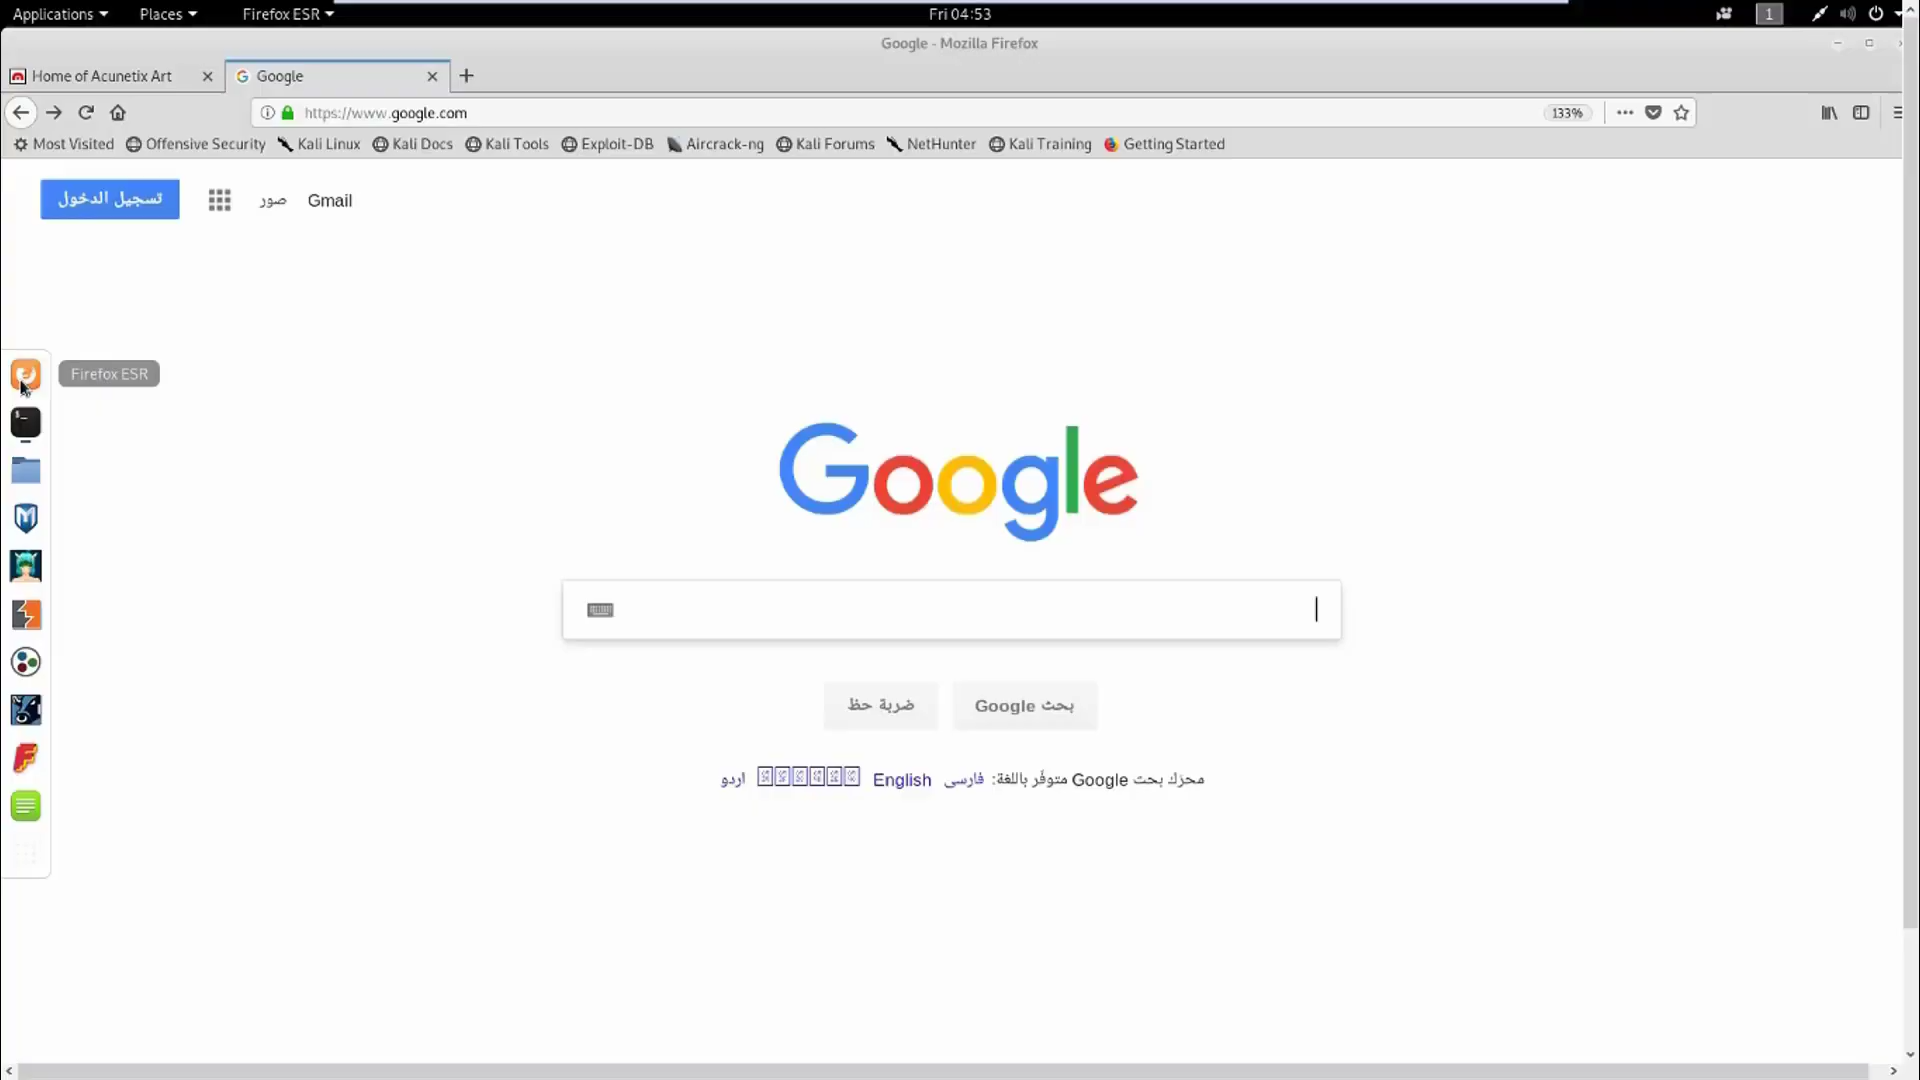 Applications Places Firefox ESR Fri 04:53 1
Google - Mozilla Firefox
Home of Acunetix Art Google
https://www.google.com 133%
Most Visited Offensive Security Kali Linux Kali Docs Kali Tools Exploit-DB Aircrack-ng Kali Forums NetHunter Kali Training Getting Started
تسجيل الدخول صور Gmail
Firefox ESR
Google
بحث Google ضربة حظ
محرّك بحث Google متوفّر باللغة: فارسی English اردو